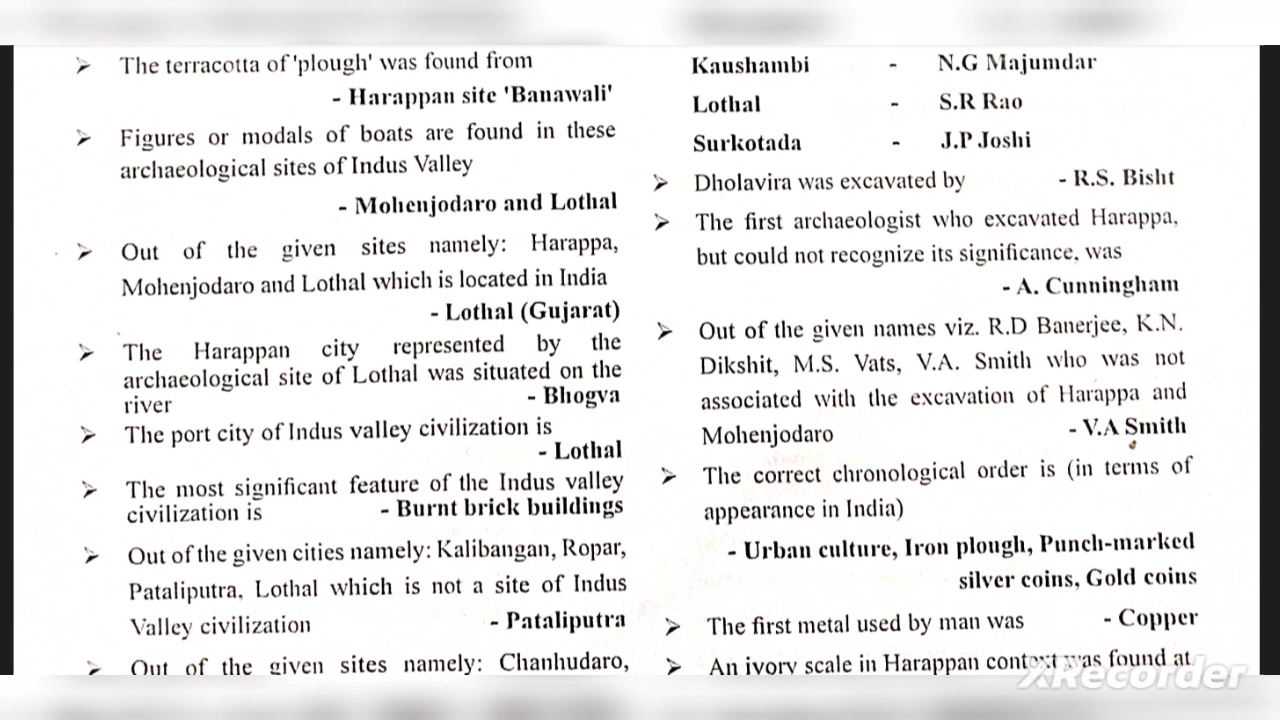 ➢ The terracotta of 'plough' was found from
- Harappan site 'Banawali'
➢ Figures or modals of boats are found in these
archaeological sites of Indus Valley
- Mohenjodaro and Lothal
➢ Out of the given sites namely: Harappa,
Mohenjodaro and Lothal which is located in India
- Lothal (Gujarat)
➢ The Harappan city represented by the
archaeological site of Lothal was situated on the
river - Bhogva
➢ The port city of Indus valley civilization is
- Lothal
➢ The most significant feature of the Indus valley
civilization is - Burnt brick buildings
➢ Out of the given cities namely: Kalibangan, Ropar,
Pataliputra, Lothal which is not a site of Indus
Valley civilization - Pataliputra
➢ Out of the given sites namely: Chanhudaro,
Kaushambi - N.G Majumdar
Lothal - S.R Rao
Surkotada - J.P Joshi
➢ Dholavira was excavated by - R.S. Bisht
➢ The first archaeologist who excavated Harappa,
but could not recognize its significance, was
- A. Cunningham
➢ Out of the given names viz. R.D Banerjee, K.N.
Dikshit, M.S. Vats, V.A. Smith who was not
associated with the excavation of Harappa and
Mohenjodaro - V.A Smith
➢ The correct chronological order is (in terms of
appearance in India)
- Urban culture, Iron plough, Punch-marked
silver coins, Gold coins
➢ The first metal used by man was - Copper
➢ An ivory scale in Harappan context was found at
XRecorder